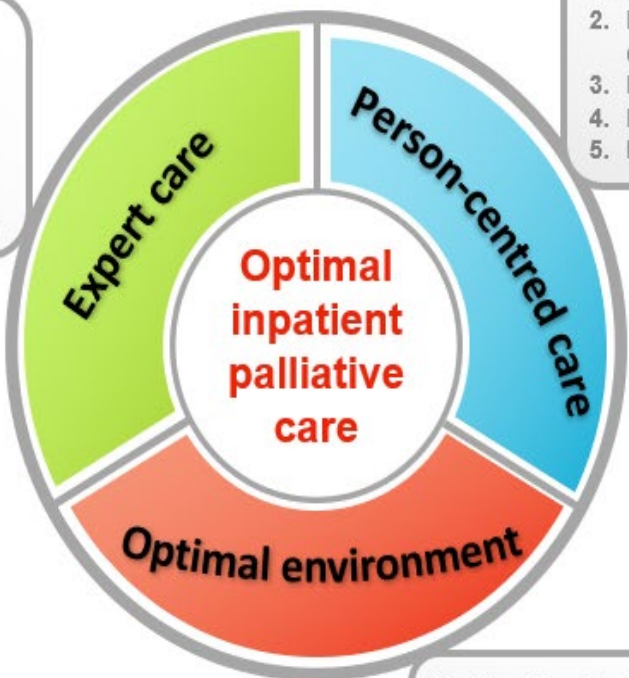 2.
3.
4.
5.
Expert care
Person-centred care
Optimal
inpatient
palliative
care
Optimal environment